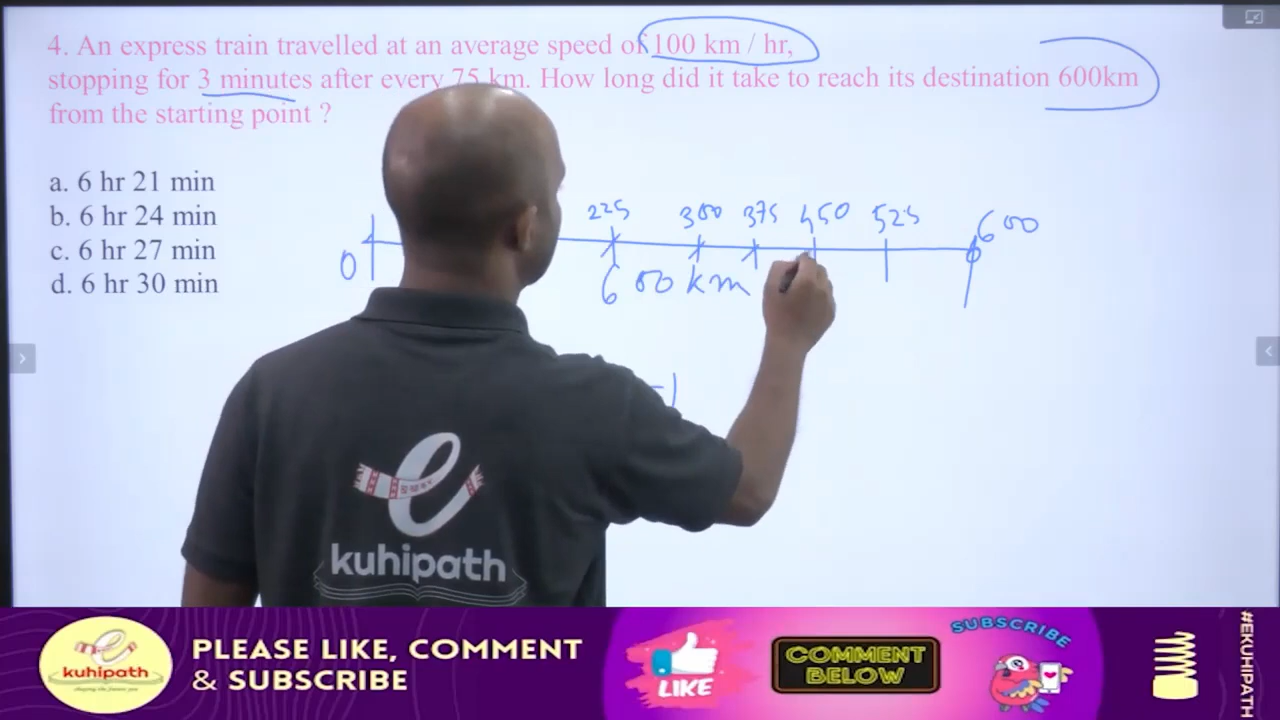 4. An express train travelled at an average speed of 100 km / hr,
stopping for 3 minutes after every 75 km. How long did it take to reach its destination 600km
from the starting point ?
a. 6 hr 21 min
b. 6 hr 24 min
c. 6 hr 27 min
d. 6 hr 30 min
225 300 375 450 525 600
0
600 km
kuhipath
kuhipath
PLEASE LIKE, COMMENT
& SUBSCRIBE
LIKE
COMMENT
BELOW
SUBSCRIBE
#EKUHIPATH